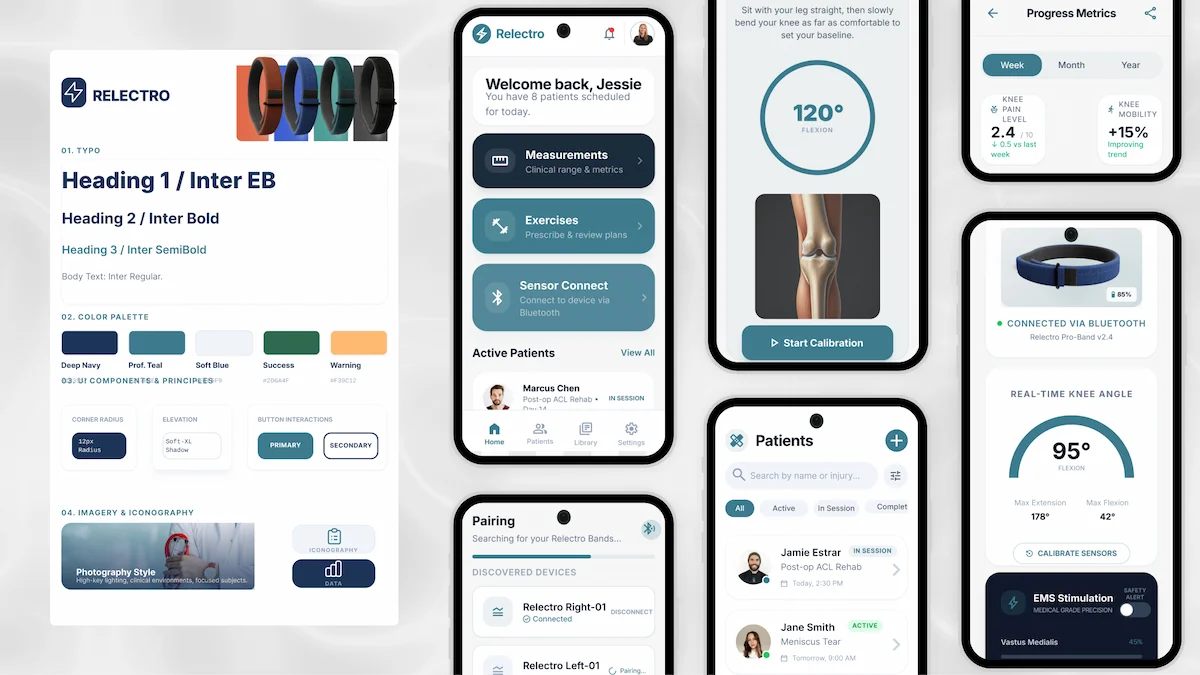 RELECTRO
01. TYPO
Heading 1 / Inter EB
Heading 2 / Inter Bold
Heading 3 / Inter SemiBold
Body Text: Inter Regular.
02. COLOR PALETTE
Deep Navy
Prof. Teal
Soft Blue
Success
Warning
#2D6A4F
#F39C12
03. UI COMPONENTS & PRINCIPLES
CORNER RADIUS
12px
Radius
ELEVATION
Soft-XL
Shadow
BUTTON INTERACTIONS
PRIMARY
SECONDARY
04. IMAGERY & ICONOGRAPHY
Photography Style
High-key lighting, clinical environments, focused subjects.
ICONOGRAPHY
DATA
Relectro
Welcome back, Jessie
You have 8 patients scheduled
for today.
Measurements
Clinical range & metrics
Exercises
Prescribe & review plans
Sensor Connect
Connect to device via
Bluetooth
Active Patients
View All
Marcus Chen
Post-op ACL Rehab •
Day 14
IN SESSION
Home
Patients
Library
Settings
Pairing
Searching for your Relectro Bands...
DISCOVERED DEVICES
Relectro Right-01
Connected
DISCONNECT
Relectro Left-01
Pairing...
Sit with your leg straight, then slowly
bend your knee as far as comfortable to
set your baseline.
120°
FLEXION
Start Calibration
Patients
Search by name or injury...
All
Active
In Session
Complet
Jamie Estrar
IN SESSION
Post-op ACL Rehab
Today, 2:30 PM
Jane Smith
ACTIVE
Meniscus Tear
Tomorrow, 9:00 AM
Progress Metrics
Week
Month
Year
KNEE
PAIN
LEVEL
2.4 / 10
↓ 0.5 vs last
week
KNEE
MOBILITY
+15%
Improving
trend
85%
CONNECTED VIA BLUETOOTH
Relectro Pro-Band v2.4
REAL-TIME KNEE ANGLE
95°
FLEXION
Max Extension
178°
Max Flexion
42°
CALIBRATE SENSORS
EMS Stimulation
MEDICAL GRADE PRECISION
SAFETY
ALERT
Vastus Medialis
45%